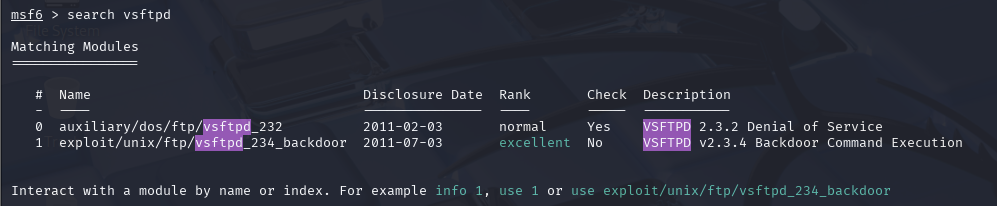 msf6 > search vsftpd
Matching Modules
================
# Name Disclosure Date Rank Check Description
- ---- --------------- ---- ----- -----------
0 auxiliary/dos/ftp/vsftpd_232 2011-02-03 normal Yes VSFTPD 2.3.2 Denial of Service
1 exploit/unix/ftp/vsftpd_234_backdoor 2011-07-03 excellent No VSFTPD v2.3.4 Backdoor Command Execution
Interact with a module by name or index. For example info 1, use 1 or use exploit/unix/ftp/vsftpd_234_backdoor